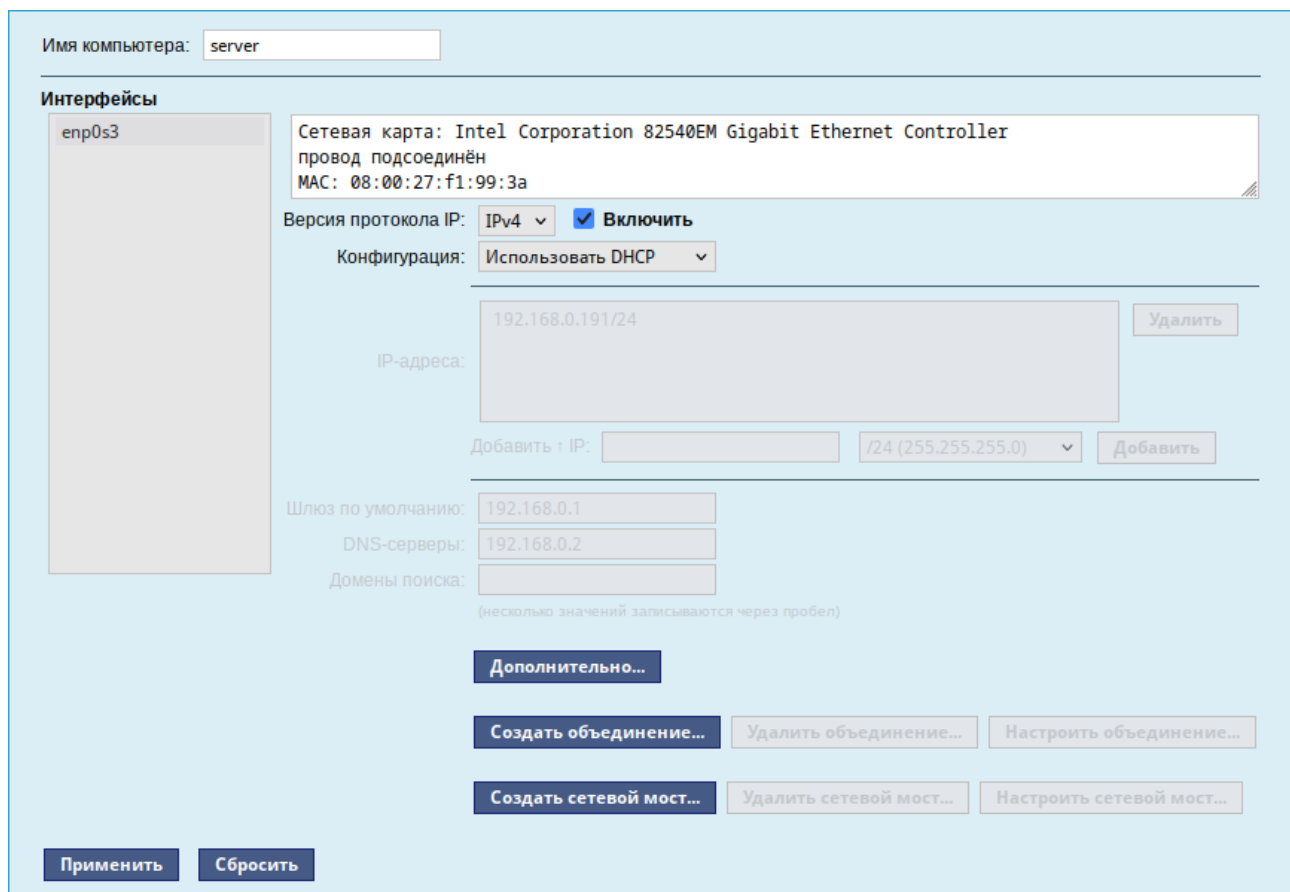 Имя компьютера: server
Интерфейсы
enp0s3
Сетевая карта: Intel Corporation 82540EM Gigabit Ethernet Controller
провод подсоединён
MAC: 08:00:27:f1:99:3a
Версия протокола IP: IPv4 Включить
Конфигурация: Использовать DHCP
192.168.0.191/24 Удалить
IP-адреса:
Добавить ↑ IP: /24 (255.255.255.0) Добавить
Шлюз по умолчанию: 192.168.0.1
DNS-серверы: 192.168.0.2
Домены поиска:
(несколько значений записываются через пробел)
Дополнительно...
Создать объединение... Удалить объединение... Настроить объединение...
Создать сетевой мост... Удалить сетевой мост... Настроить сетевой мост...
Применить Сбросить